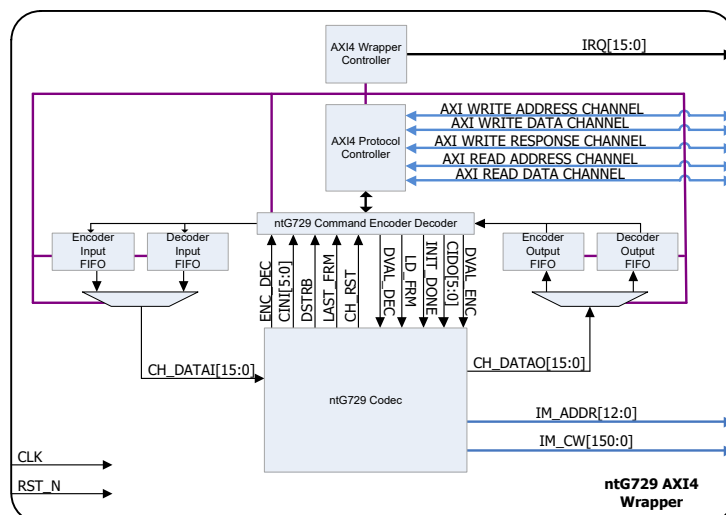 AXI4 Wrapper
Controller
IRQ[15:0]
AXI4 Protocol
Controller
AXI WRITE ADDRESS CHANNEL
AXI WRITE DATA CHANNEL
AXI WRITE RESPONSE CHANNEL
AXI READ ADDRESS CHANNEL
AXI READ DATA CHANNEL
ntG729 Command Encoder Decoder
Encoder
Input
FIFO
Decoder
Input
FIFO
Encoder
Output
FIFO
Decoder
Output
FIFO
ENC_DEC
CINI[5:0]
DSTRB
LAST_FRM
CH_RST
DVAL_DEC
LD_FRM
INIT_DONE
CIDO[5:0]
DVAL_ENC
CH_DATAI[15:0]
CH_DATAO[15:0]
ntG729 Codec
IM_ADDR[12:0]
IM_CW[150:0]
CLK
RST_N
ntG729 AXI4
Wrapper